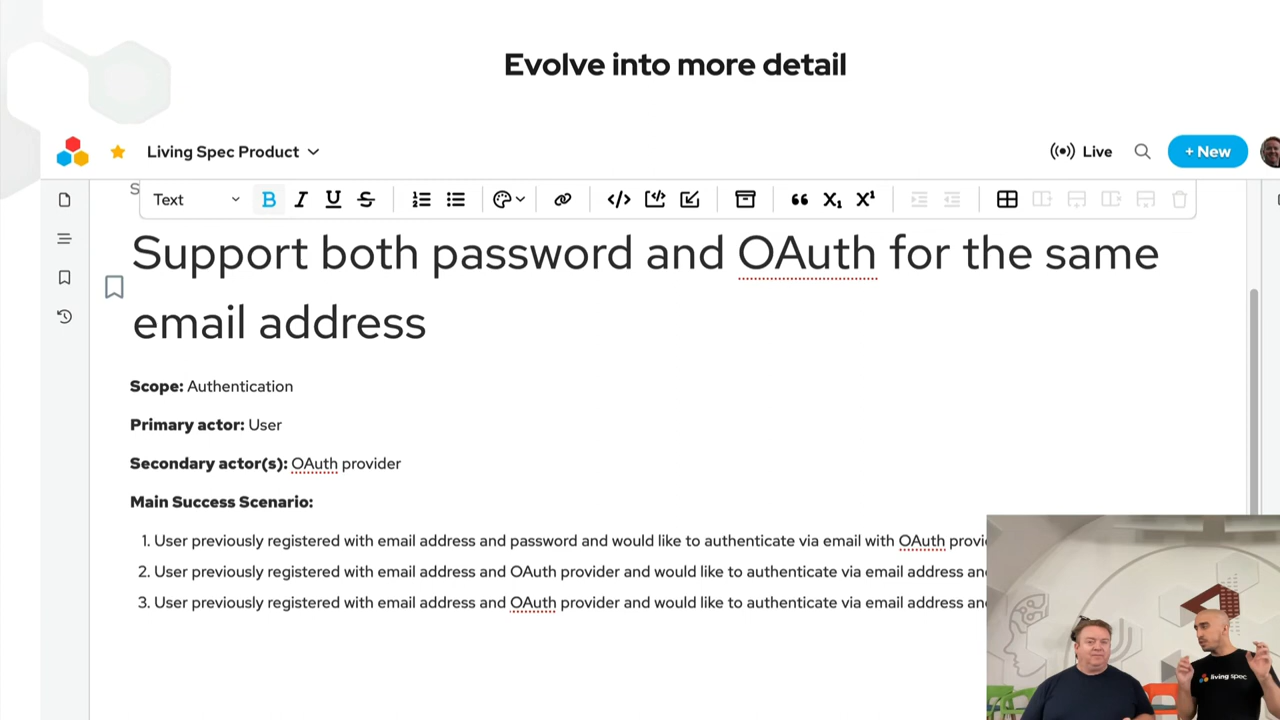 Evolve into more detail
Living Spec Product
Live
+ New
S
Text
B I U S
X₁ X¹
Support both password and OAuth for the same
email address
Scope: Authentication
Primary actor: User
Secondary actor(s): OAuth provider
Main Success Scenario:
1. User previously registered with email address and password and would like to authenticate via email with OAuth provi
2. User previously registered with email address and OAuth provider and would like to authenticate via email address an
3. User previously registered with email address and OAuth provider and would like to authenticate via email address an
living spec